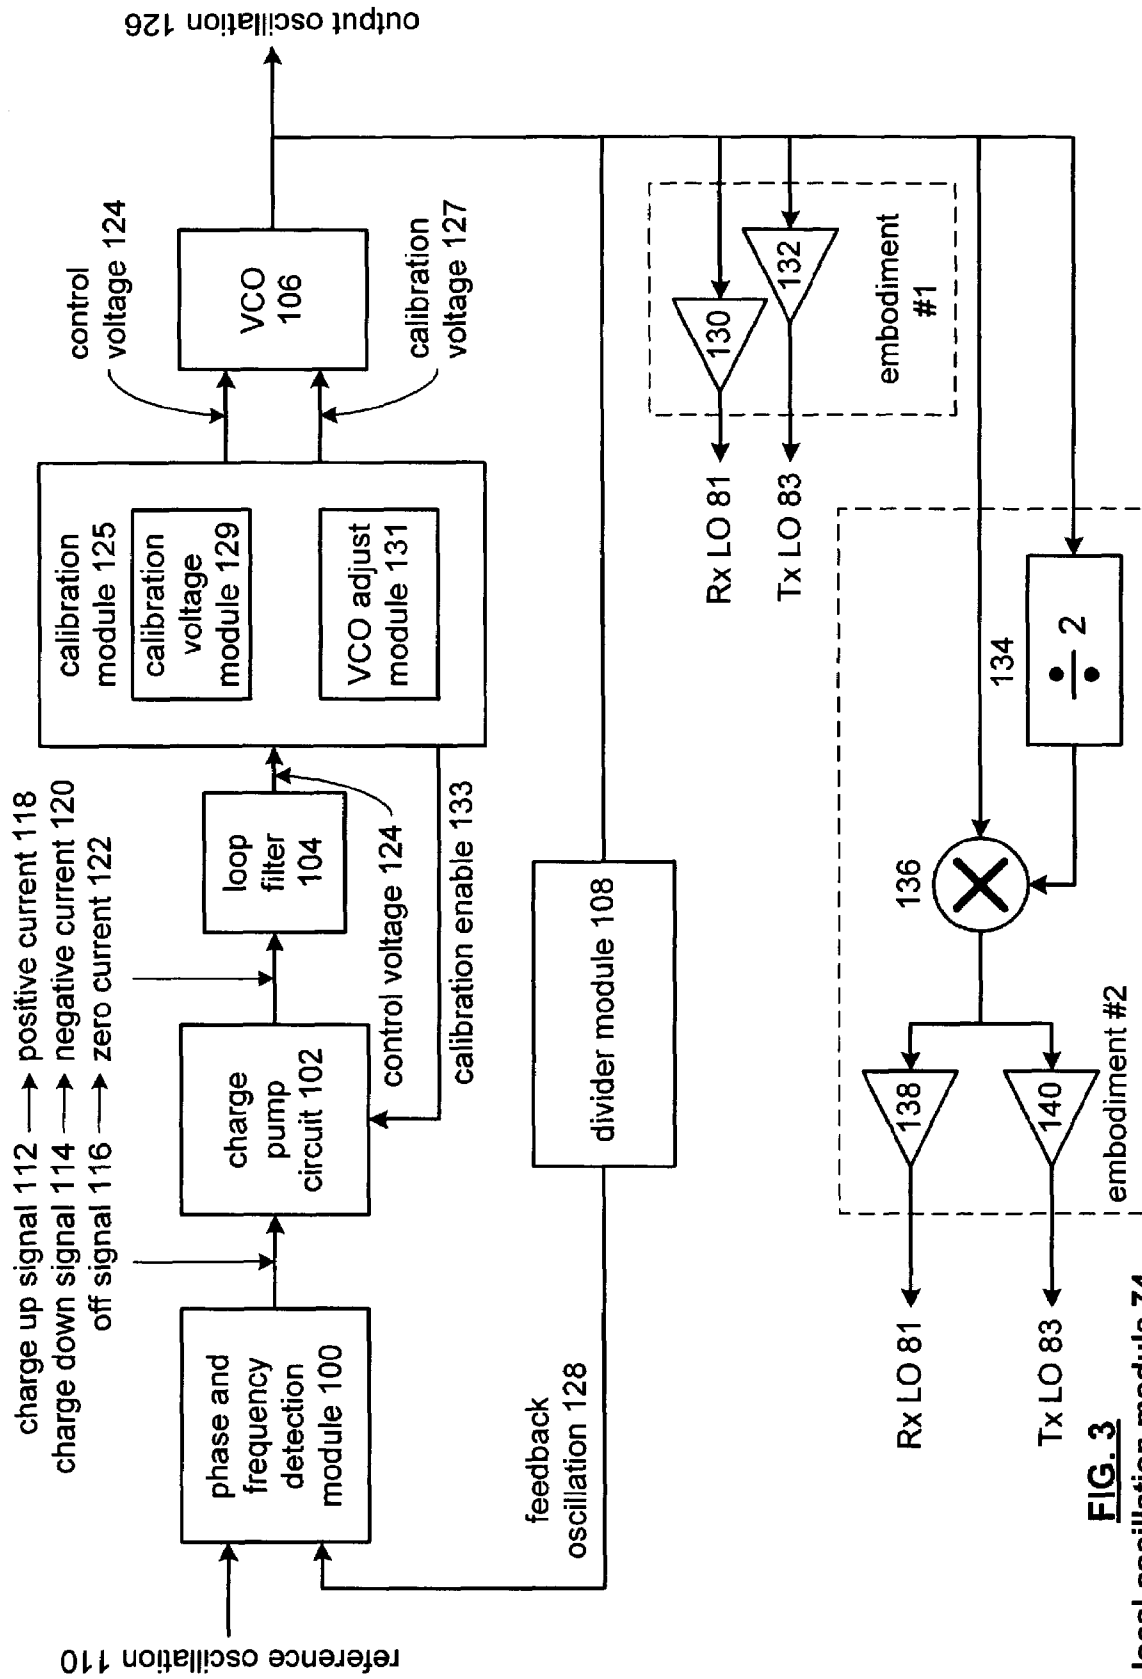 charge up signal 112 → positive current 118
charge down signal 114 → negative current 120
off signal 116 → zero current 122
reference oscillation 110
phase and
frequency
detection
module 100
charge
pump
circuit 102
loop
filter
104
control voltage 124
calibration enable 133
calibration
module 125
calibration
voltage
module 129
VCO adjust
module 131
control
voltage 124
calibration
voltage 127
VCO
106
output oscillation 126
feedback
oscillation 128
divider module 108
Rx LO 81
Tx LO 83
130
132
embodiment
#1
134
÷ 2
136
138
140
embodiment #2
Rx LO 81
Tx LO 83
FIG. 3
local oscillation module 74